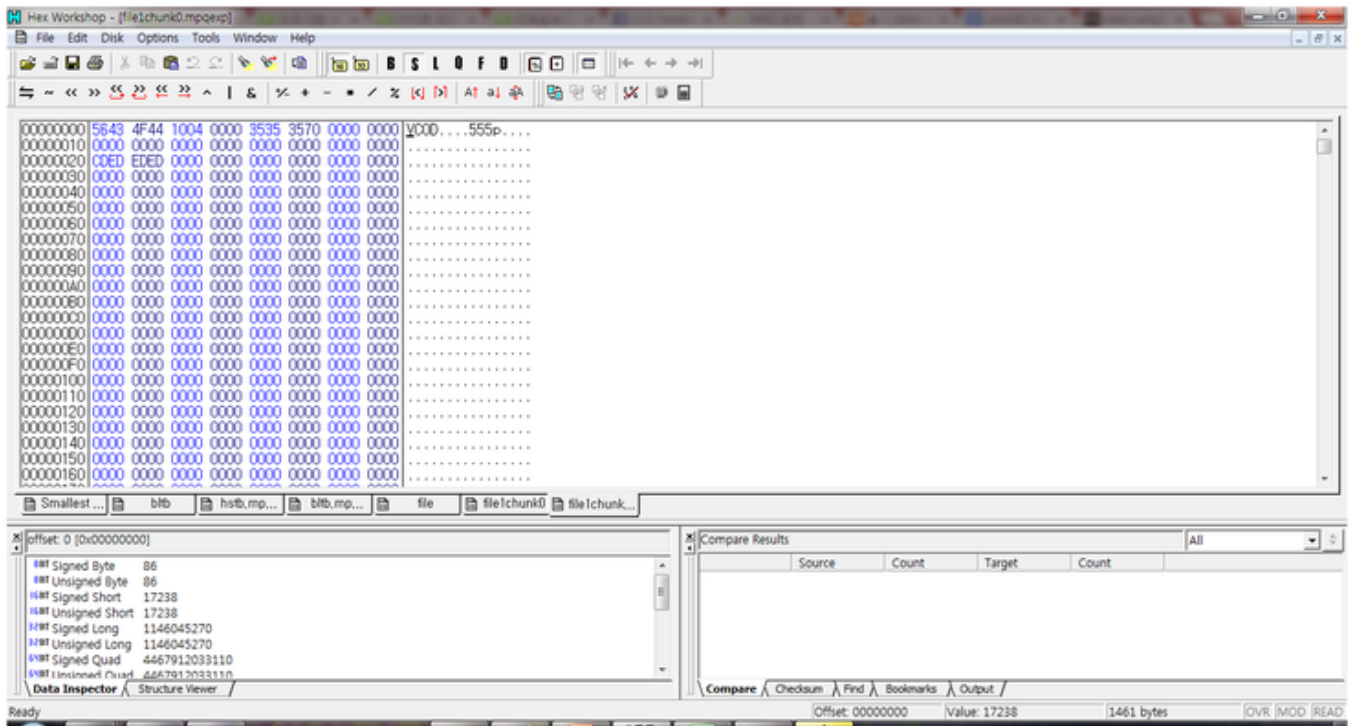 Hex Workshop - [file1chunk0.mpqexp]
File Edit Disk Options Tools Window Help
B S L Q F D
00000000 5643 4F44 1004 0000 3535 3570 0000 0000 VCOD....555p....
00000010 0000 0000 0000 0000 0000 0000 0000 0000 ................
00000020 CDED EDED 0000 0000 0000 0000 0000 0000 ................
00000030 0000 0000 0000 0000 0000 0000 0000 0000 ................
00000040 0000 0000 0000 0000 0000 0000 0000 0000 ................
00000050 0000 0000 0000 0000 0000 0000 0000 0000 ................
00000060 0000 0000 0000 0000 0000 0000 0000 0000 ................
00000070 0000 0000 0000 0000 0000 0000 0000 0000 ................
00000080 0000 0000 0000 0000 0000 0000 0000 0000 ................
00000090 0000 0000 0000 0000 0000 0000 0000 0000 ................
000000A0 0000 0000 0000 0000 0000 0000 0000 0000 ................
000000B0 0000 0000 0000 0000 0000 0000 0000 0000 ................
000000C0 0000 0000 0000 0000 0000 0000 0000 0000 ................
000000D0 0000 0000 0000 0000 0000 0000 0000 0000 ................
000000E0 0000 0000 0000 0000 0000 0000 0000 0000 ................
000000F0 0000 0000 0000 0000 0000 0000 0000 0000 ................
00000100 0000 0000 0000 0000 0000 0000 0000 0000 ................
00000110 0000 0000 0000 0000 0000 0000 0000 0000 ................
00000120 0000 0000 0000 0000 0000 0000 0000 0000 ................
00000130 0000 0000 0000 0000 0000 0000 0000 0000 ................
00000140 0000 0000 0000 0000 0000 0000 0000 0000 ................
00000150 0000 0000 0000 0000 0000 0000 0000 0000 ................
00000160 0000 0000 0000 0000 0000 0000 0000 0000 ................
Smallest ... bltb hstb,mp... bltb,mp... file file1chunk0 file1chunk...
offset: 0 [0x00000000]
8BIT Signed Byte 86
8BIT Unsigned Byte 86
16BIT Signed Short 17238
16BIT Unsigned Short 17238
32BIT Signed Long 1146045270
32BIT Unsigned Long 1146045270
64BIT Signed Quad 4467912033110
64BIT Unsigned Quad 4467912033110
Data Inspector Structure Viewer
Compare Results All
Source Count Target Count
Compare Checksum Find Bookmarks Output
Ready Offset: 00000000 Value: 17238 1461 bytes OVR MOD READ